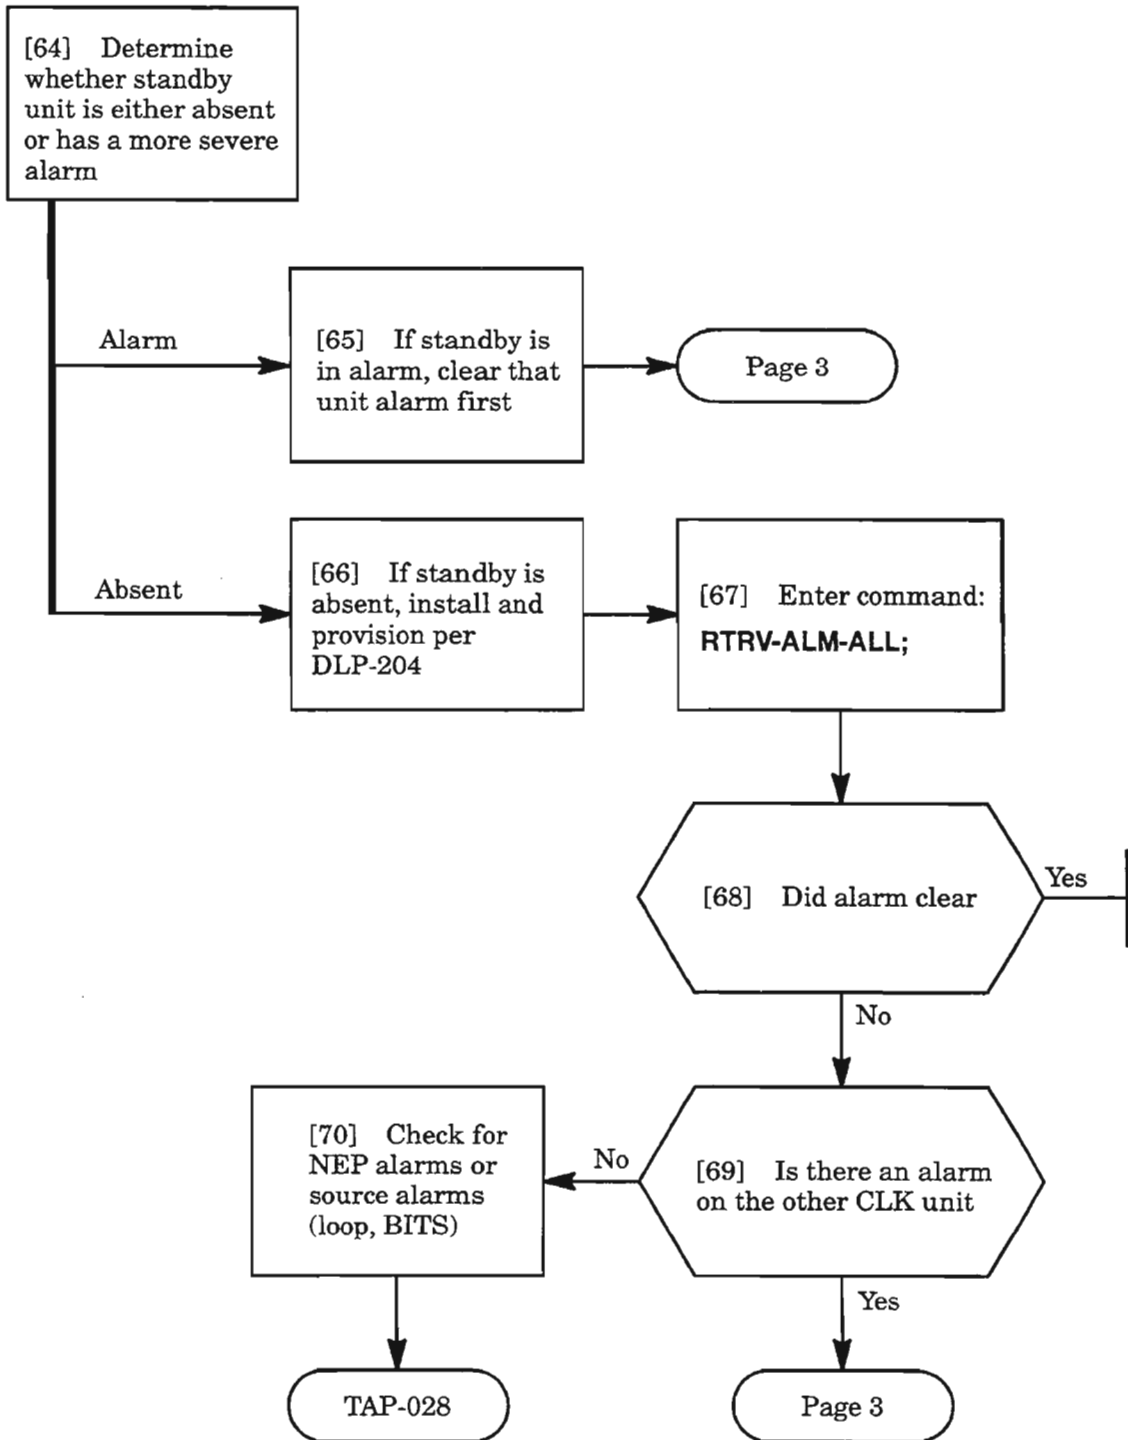 [64] Determine
whether standby
unit is either absent
or has a more severe
alarm
Alarm
[65] If standby is
in alarm, clear that
unit alarm first
Page 3
Absent
[66] If standby is
absent, install and
provision per
DLP-204
[67] Enter command:
RTRV-ALM-ALL;
[68] Did alarm clear
Yes
No
[69] Is there an alarm
on the other CLK unit
No
[70] Check for
NEP alarms or
source alarms
(loop, BITS)
Yes
TAP-028
Page 3